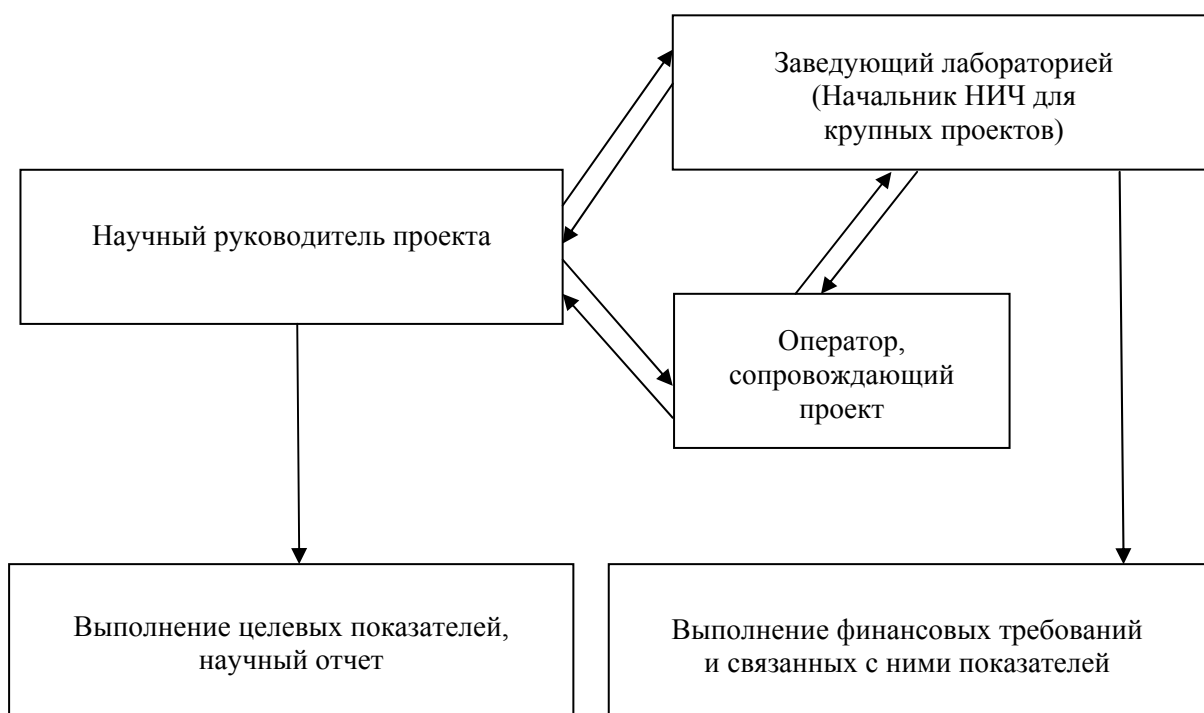 Заведующий лабораторией
(Начальник НИЧ для
крупных проектов)
Научный руководитель проекта
Оператор,
сопровождающий
проект
Выполнение целевых показателей,
научный отчет
Выполнение финансовых требований
и связанных с ними показателей